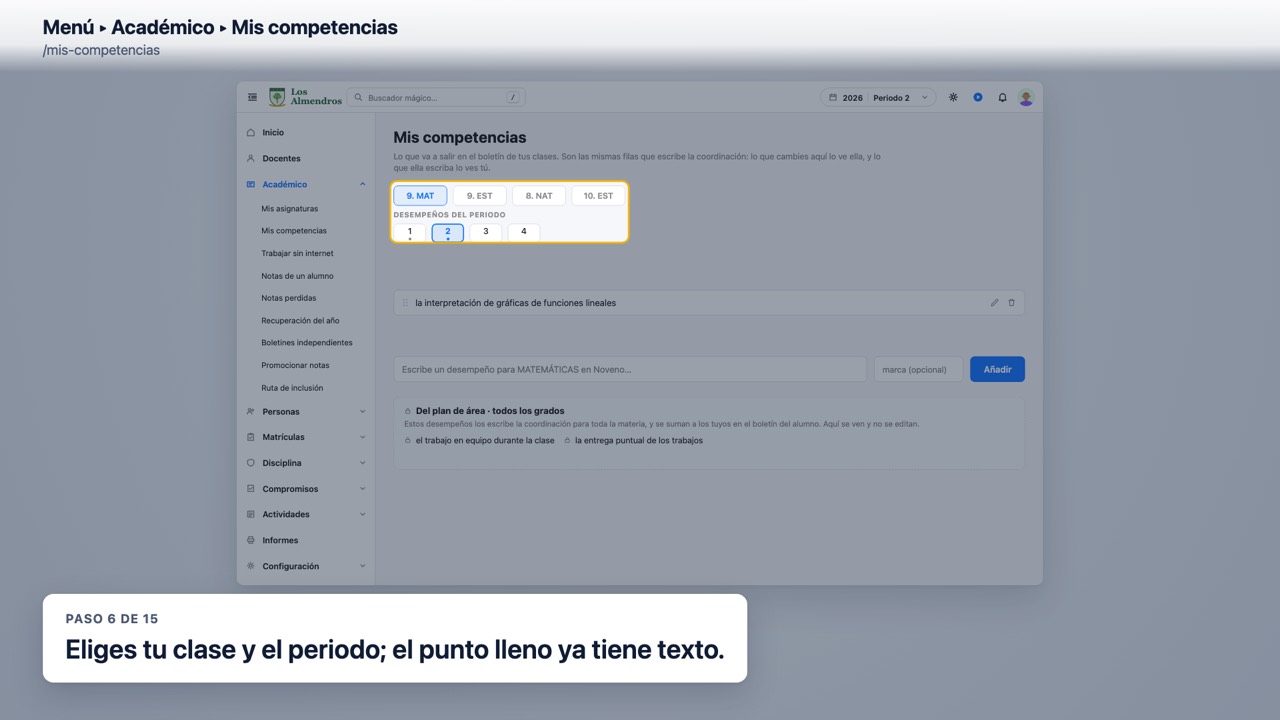 Menú ▸ Académico ▸ Mis competencias
/mis-competencias
Los Almendros
Buscador mágico...
/
2026 Periodo 2
Inicio
Docentes
Académico
Mis asignaturas
Mis competencias
Trabajar sin internet
Notas de un alumno
Notas perdidas
Recuperación del año
Boletines independientes
Promocionar notas
Ruta de inclusión
Personas
Matrículas
Disciplina
Compromisos
Actividades
Informes
Configuración
Mis competencias
Lo que va a salir en el boletín de tus clases. Son las mismas filas que escribe la coordinación: lo que cambies aquí lo ve ella, y lo
que ella escriba lo ves tú.
9. MAT 9. EST 8. NAT 10. EST
DESEMPEÑOS DEL PERIODO
1 2 3 4
la interpretación de gráficas de funciones lineales
Escribe un desempeño para MATEMÁTICAS en Noveno... marca (opcional) Añadir
Del plan de área · todos los grados
Estos desempeños los escribe la coordinación para toda la materia, y se suman a los tuyos en el boletín del alumno. Aquí se ven y no se editan.
el trabajo en equipo durante la clase la entrega puntual de los trabajos
PASO 6 DE 15
Eliges tu clase y el periodo; el punto lleno ya tiene texto.